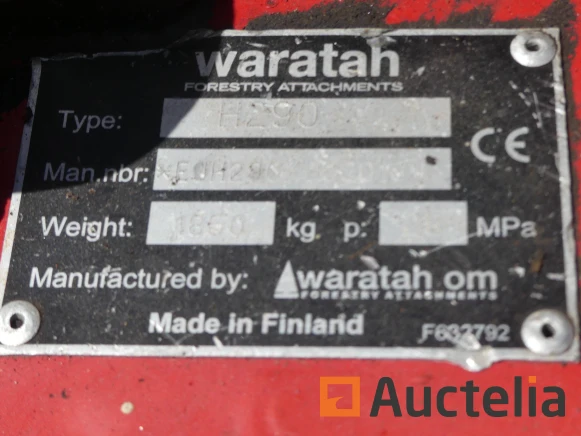 waratah
FORESTRY ATTACHMENTS
Type: H290
CE
Man.nbr:
Weight: kg p: MPa
Manufactured by: waratah om
FORESTRY ATTACHMENTS
Made in Finland
F632792
Auctelia